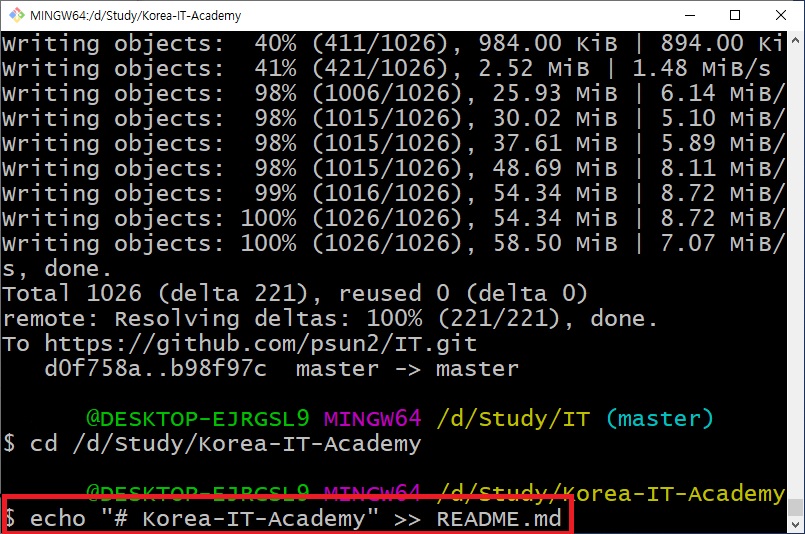 MINGW64:/d/Study/Korea-IT-Academy
Writing objects:  40% (411/1026), 984.00 KiB | 894.00 Ki
Writing objects:  41% (421/1026), 2.52 MiB | 1.48 MiB/s
Writing objects:  98% (1006/1026), 25.93 MiB | 6.14 MiB/
Writing objects:  98% (1015/1026), 30.02 MiB | 5.10 MiB/
Writing objects:  98% (1015/1026), 37.61 MiB | 5.89 MiB/
Writing objects:  98% (1015/1026), 48.69 MiB | 8.11 MiB/
Writing objects:  99% (1016/1026), 54.34 MiB | 8.72 MiB/
Writing objects: 100% (1026/1026), 54.34 MiB | 8.72 MiB/
Writing objects: 100% (1026/1026), 58.50 MiB | 7.07 MiB/
s, done.
Total 1026 (delta 221), reused 0 (delta 0)
remote: Resolving deltas: 100% (221/221), done.
To https://github.com/psun2/IT.git
   d0f758a..b98f97c  master -> master
@DESKTOP-EJRGSL9 MINGW64 /d/Study/IT (master)
$ cd /d/Study/Korea-IT-Academy
@DESKTOP-EJRGSL9 MINGW64 /d/Study/Korea-IT-Academy
$ echo "# Korea-IT-Academy" >> README.md